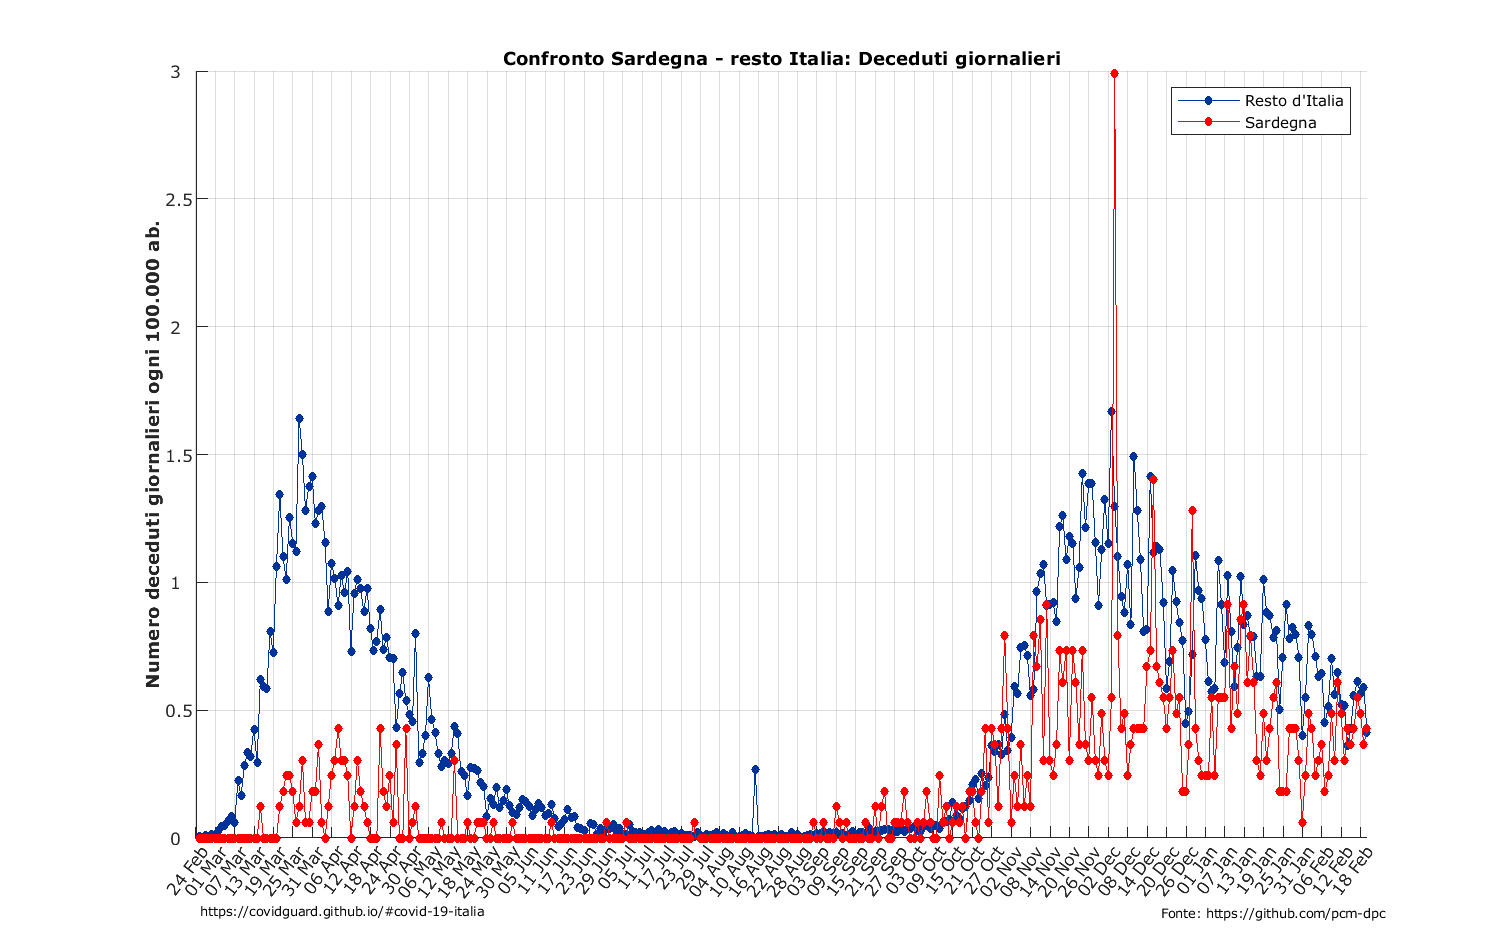 Confronto Sardegna - resto Italia: Deceduti giornalieri
Numero deceduti giornalieri ogni 100.000 ab.
3
2.5
2
1.5
1
0.5
0
Resto d'Italia
Sardegna
24 Feb
01 Mar
07 Mar
13 Mar
19 Mar
25 Mar
31 Mar
06 Apr
12 Apr
18 Apr
24 Apr
30 Apr
06 May
12 May
18 May
24 May
30 May
05 Jun
11 Jun
17 Jun
23 Jun
29 Jun
05 Jul
11 Jul
17 Jul
23 Jul
29 Jul
04 Aug
10 Aug
16 Aug
22 Aug
28 Aug
03 Sep
09 Sep
15 Sep
21 Sep
27 Sep
03 Oct
09 Oct
15 Oct
21 Oct
27 Oct
02 Nov
08 Nov
14 Nov
20 Nov
26 Nov
02 Dec
08 Dec
14 Dec
20 Dec
26 Dec
01 Jan
07 Jan
13 Jan
19 Jan
25 Jan
31 Jan
06 Feb
12 Feb
18 Feb
https://covidguard.github.io/#covid-19-italia
Fonte: https://github.com/pcm-dpc